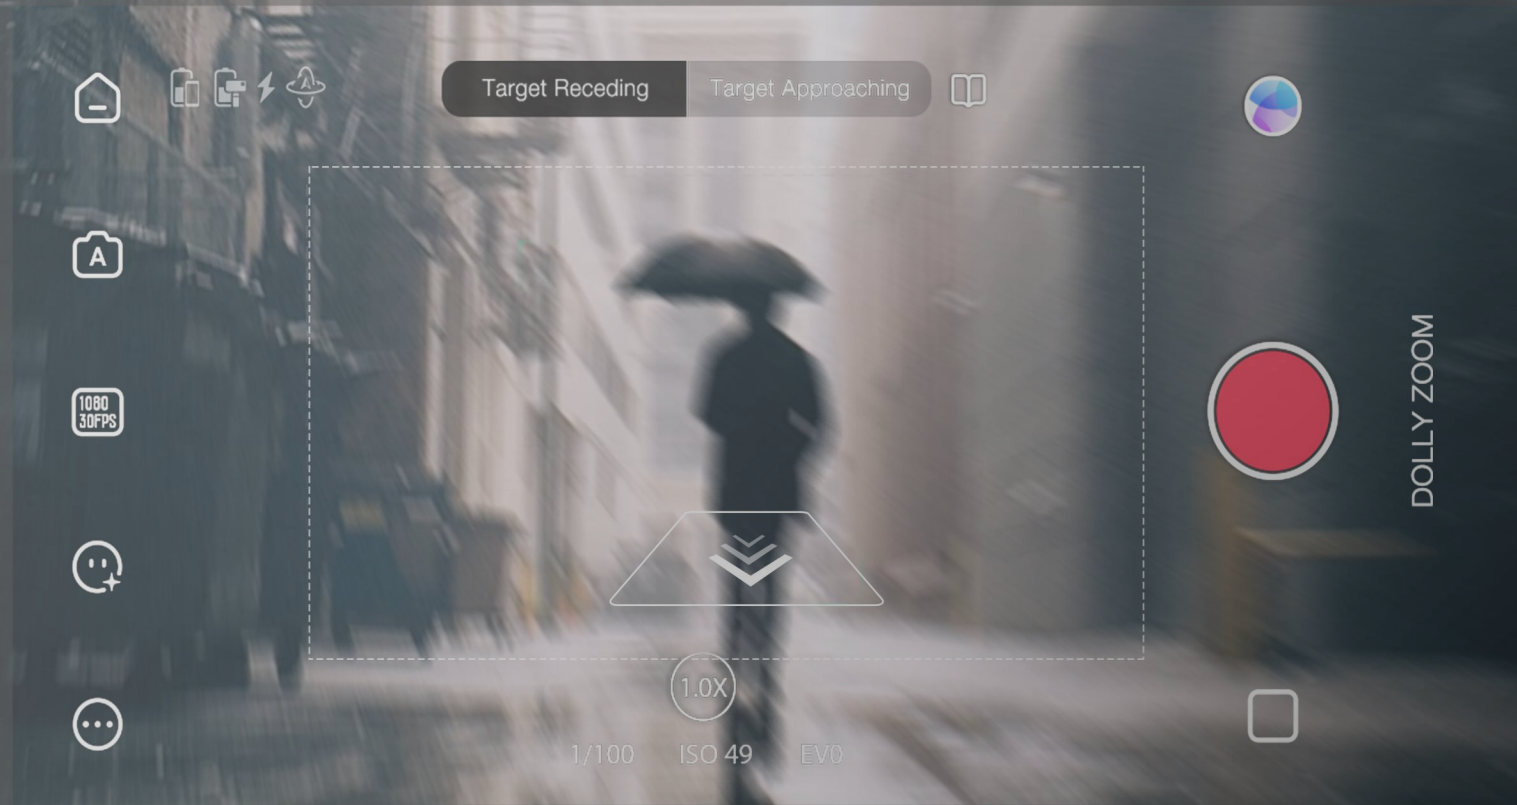 Target Receding
Target Approaching
A
A
1080
30FPS
DOLLY ZOOM
1.0X
1/100
ISO 49
EV0